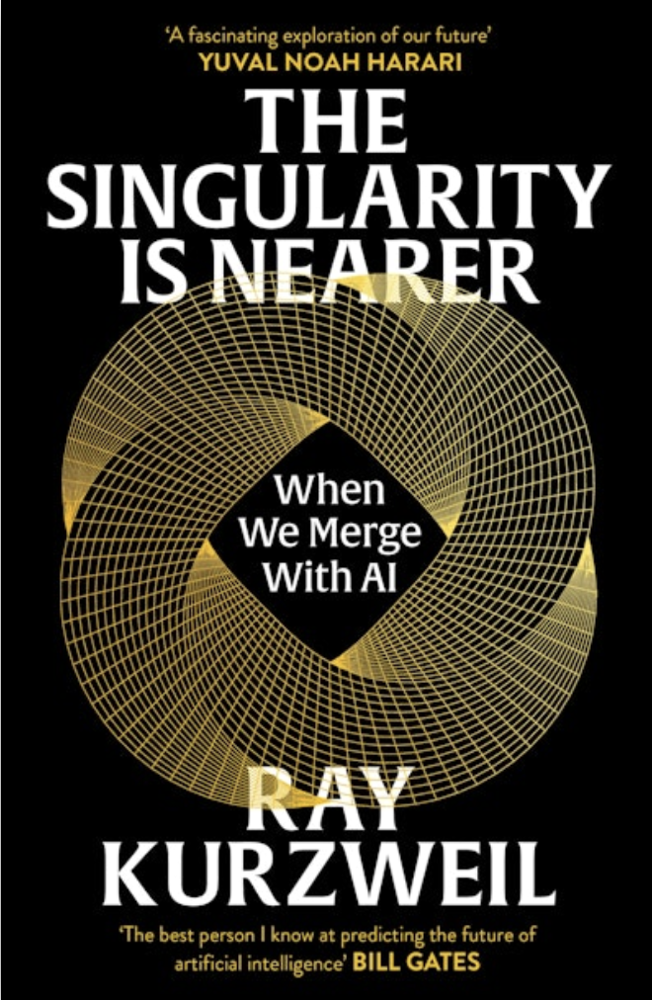 ‘A fascinating exploration of our future’
YUVAL NOAH HARARI
THE
SINGULARITY
IS NEARER
When
We Merge
With AI
RAY
KURZWEIL
‘The best person I know at predicting the future of
artificial intelligence’ BILL GATES